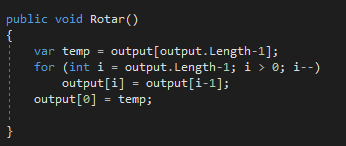 public void Rotar()
{
    var temp = output[output.Length-1];
    for (int i = output.Length-1; i > 0; i--)
        output[i] = output[i-1];
    output[0] = temp;

}